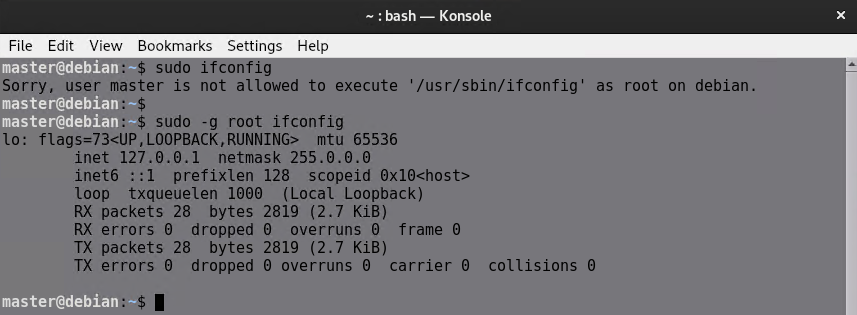 ~ : bash — Konsole
File Edit View Bookmarks Settings Help
master@debian:~$ sudo ifconfig
Sorry, user master is not allowed to execute '/usr/sbin/ifconfig' as root on debian.
master@debian:~$
master@debian:~$ sudo -g root ifconfig
lo: flags=73<UP,LOOPBACK,RUNNING>  mtu 65536
        inet 127.0.0.1  netmask 255.0.0.0
        inet6 ::1  prefixlen 128  scopeid 0x10<host>
        loop  txqueuelen 1000  (Local Loopback)
        RX packets 28  bytes 2819 (2.7 KiB)
        RX errors 0  dropped 0  overruns 0  frame 0
        TX packets 28  bytes 2819 (2.7 KiB)
        TX errors 0  dropped 0 overruns 0  carrier 0  collisions 0
master@debian:~$